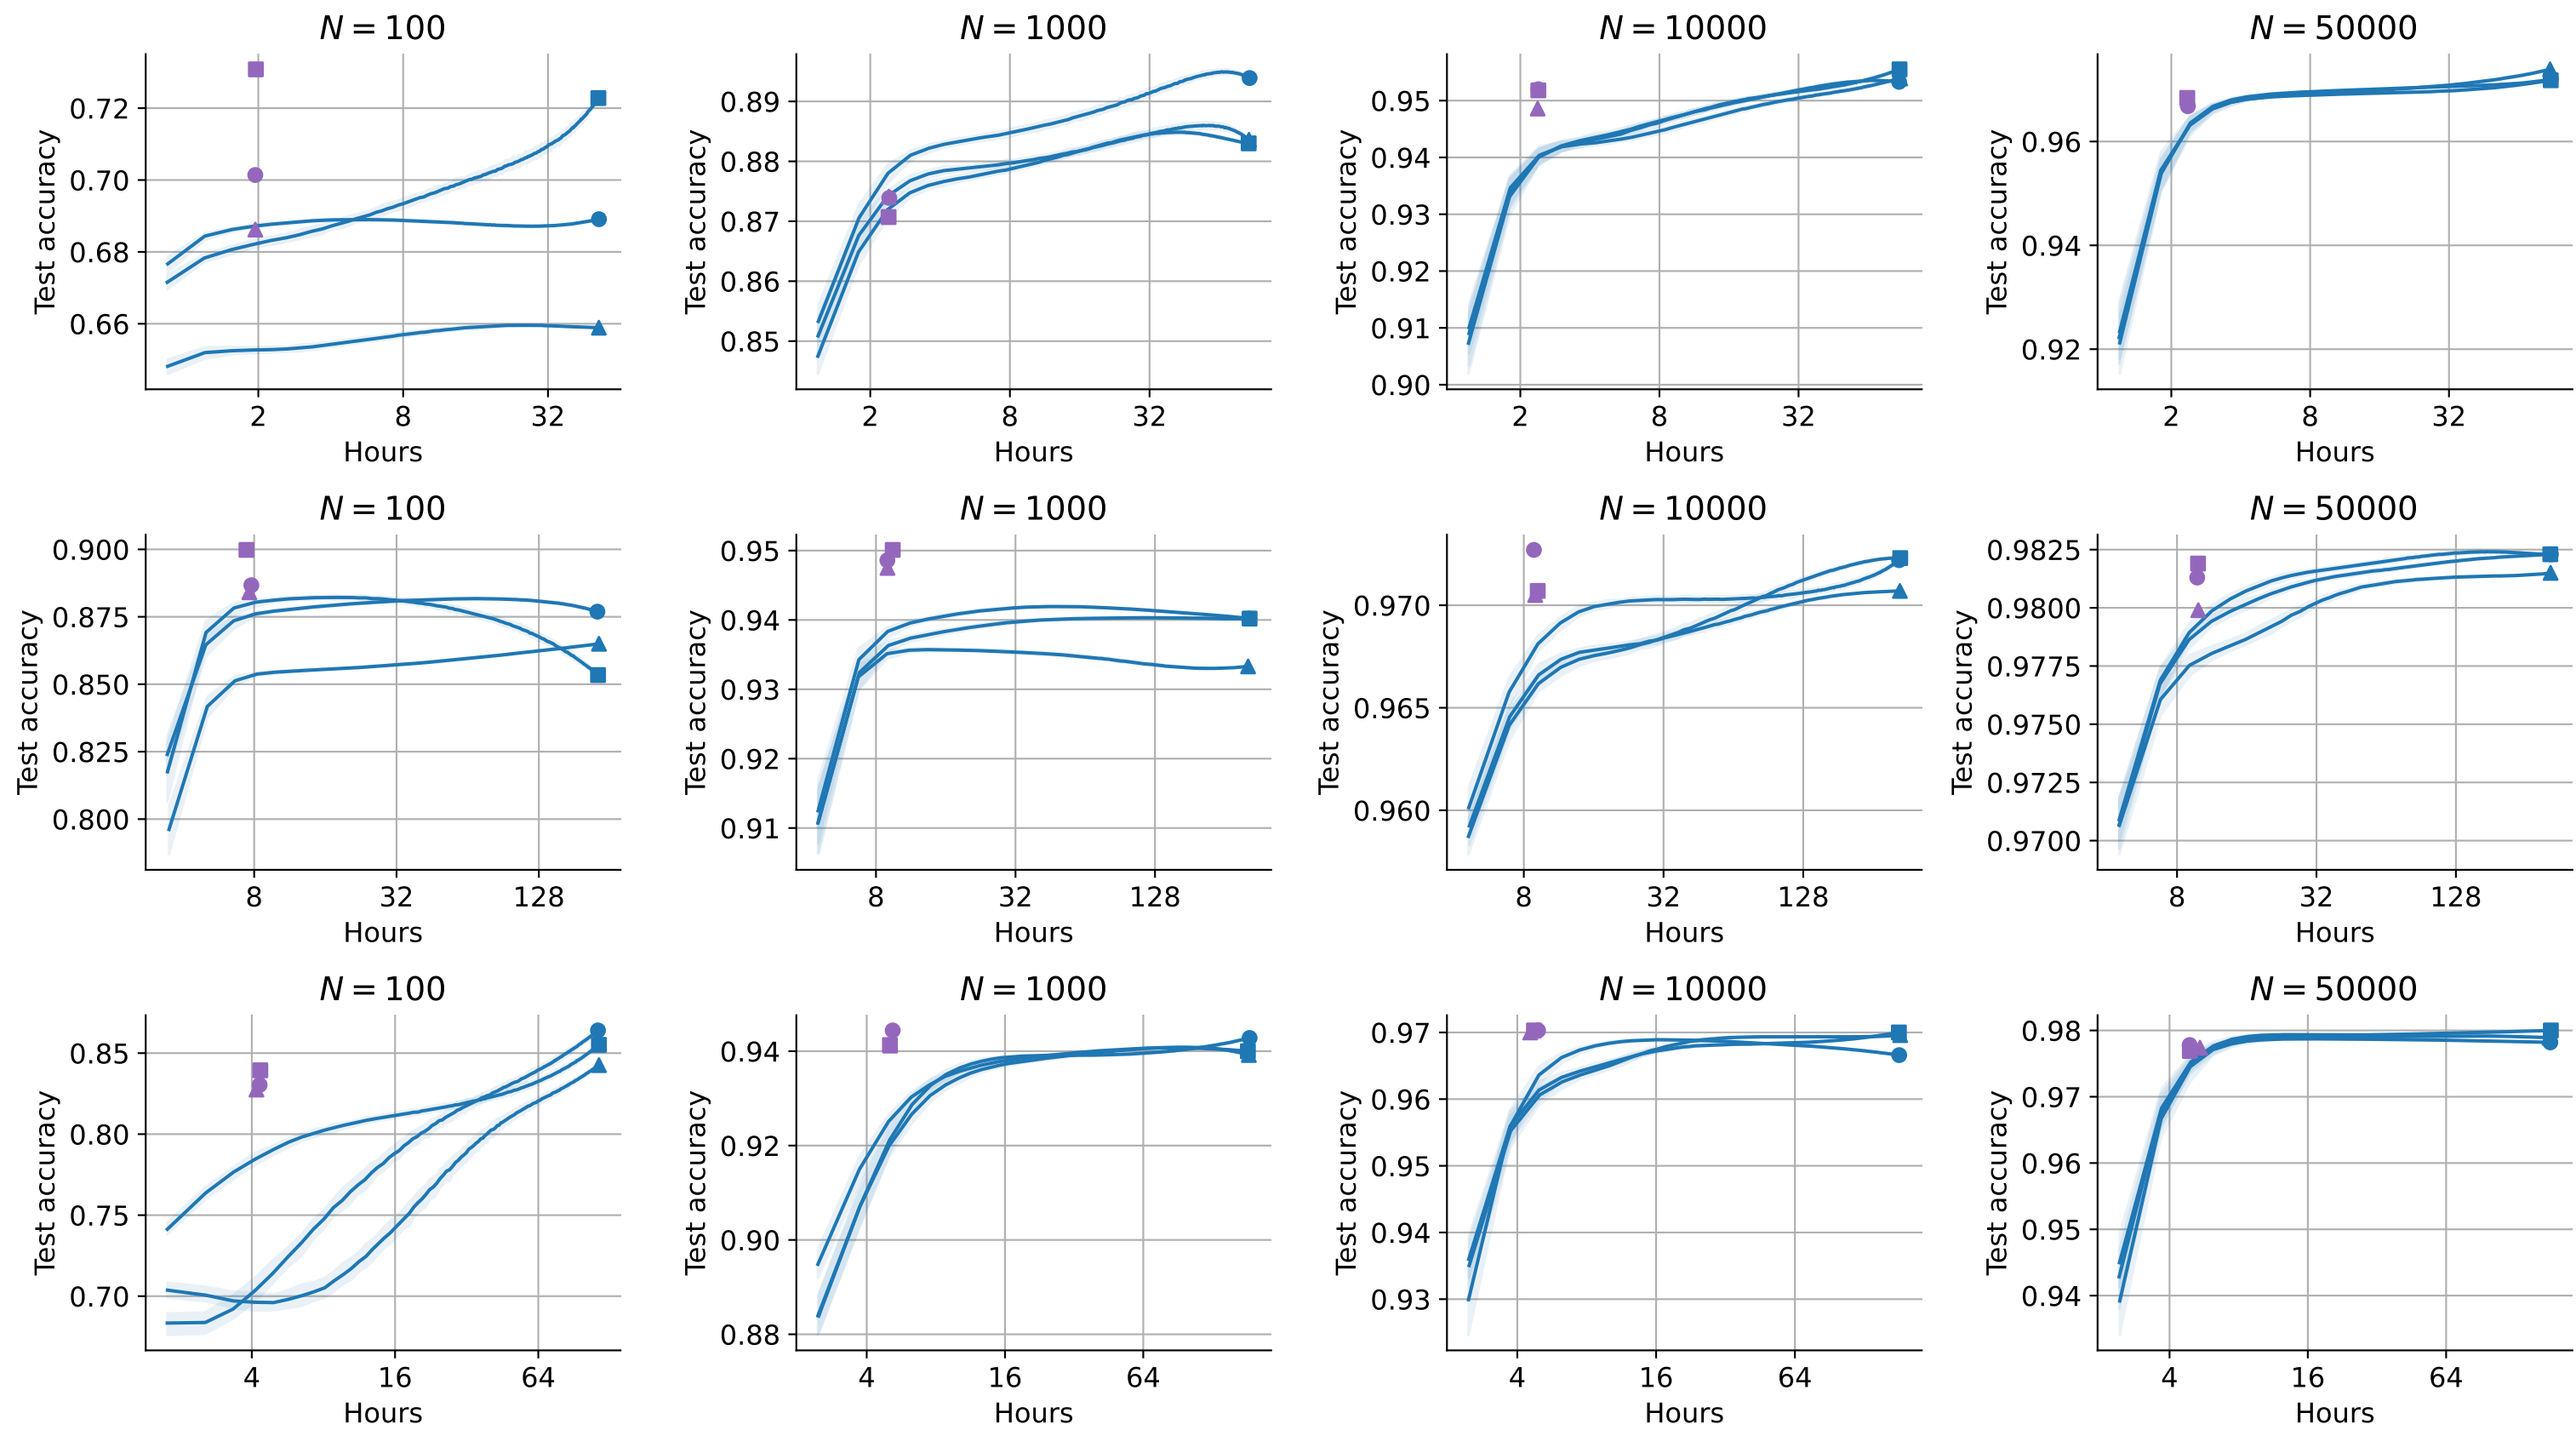 N = 100
N = 1000
N = 10000
N = 50000
Test accuracy
0.72
0.70
0.68
0.66
2 8 32
Hours
Test accuracy
0.89
0.88
0.87
0.86
0.85
2 8 32
Hours
Test accuracy
0.95
0.94
0.93
0.92
0.91
0.90
2 8 32
Hours
Test accuracy
0.96
0.94
0.92
2 8 32
Hours
N = 100
N = 1000
N = 10000
N = 50000
Test accuracy
0.900
0.875
0.850
0.825
0.800
8 32 128
Hours
Test accuracy
0.95
0.94
0.93
0.92
0.91
8 32 128
Hours
Test accuracy
0.970
0.965
0.960
8 32 128
Hours
Test accuracy
0.9825
0.9800
0.9775
0.9750
0.9725
0.9700
8 32 128
Hours
N = 100
N = 1000
N = 10000
N = 50000
Test accuracy
0.85
0.80
0.75
0.70
4 16 64
Hours
Test accuracy
0.94
0.92
0.90
0.88
4 16 64
Hours
Test accuracy
0.97
0.96
0.95
0.94
0.93
4 16 64
Hours
Test accuracy
0.98
0.97
0.96
0.95
0.94
4 16 64
Hours